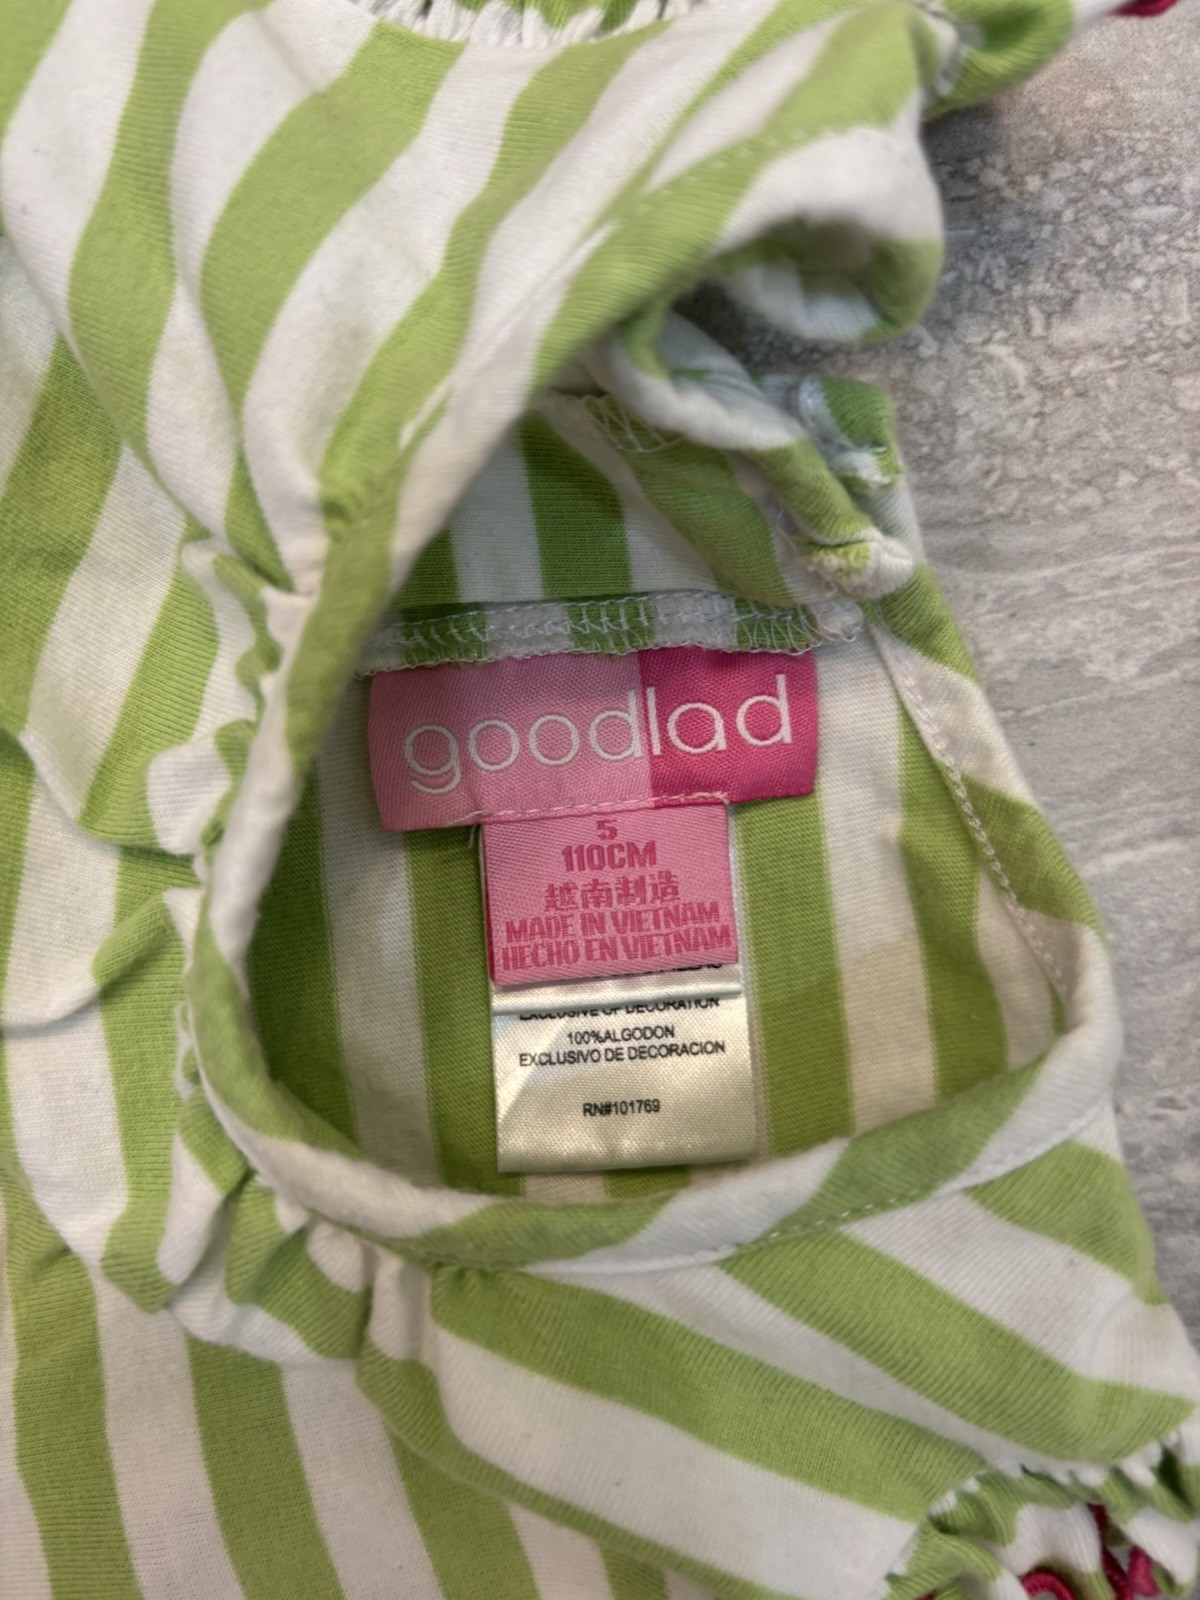 goodlad
5
110CM
越南制造
MADE IN VIETNAM
HECHO EN VIETNAM
EXCLUSIVE OF DECORATION
100%ALGODON
EXCLUSIVO DE DECORACION
RN#101769